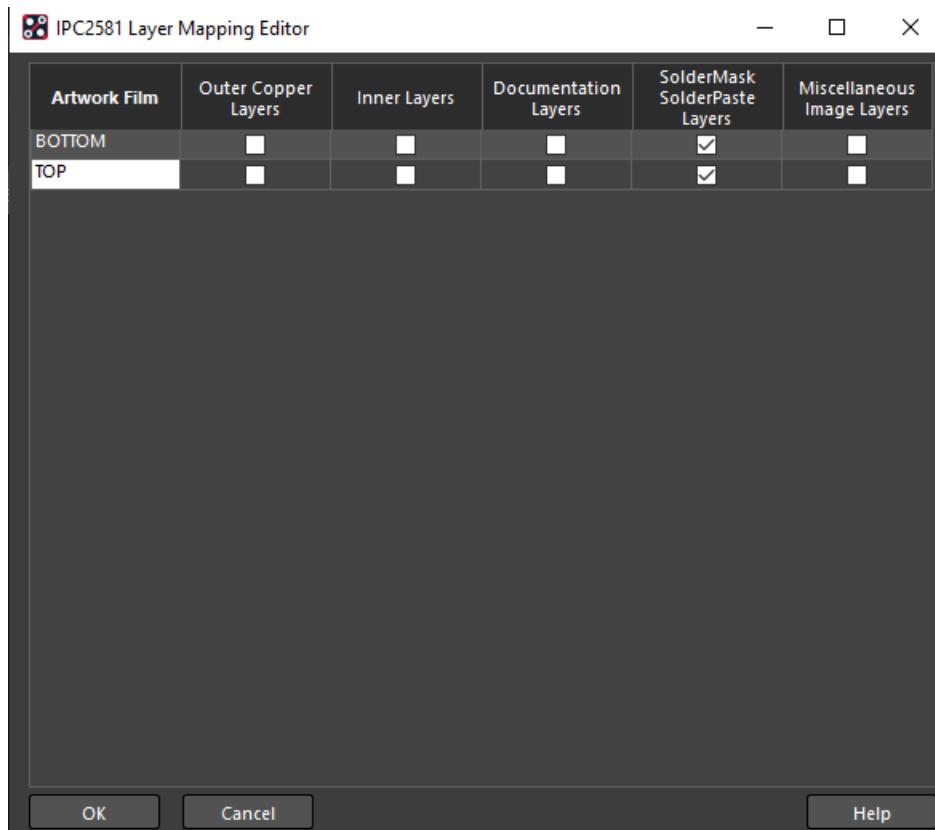 IPC2581 Layer Mapping Editor
Artwork Film
Outer Copper
Layers
Inner Layers
Documentation
Layers
SolderMask
SolderPaste
Layers
Miscellaneous
Image Layers
BOTTOM
TOP
OK
Cancel
Help